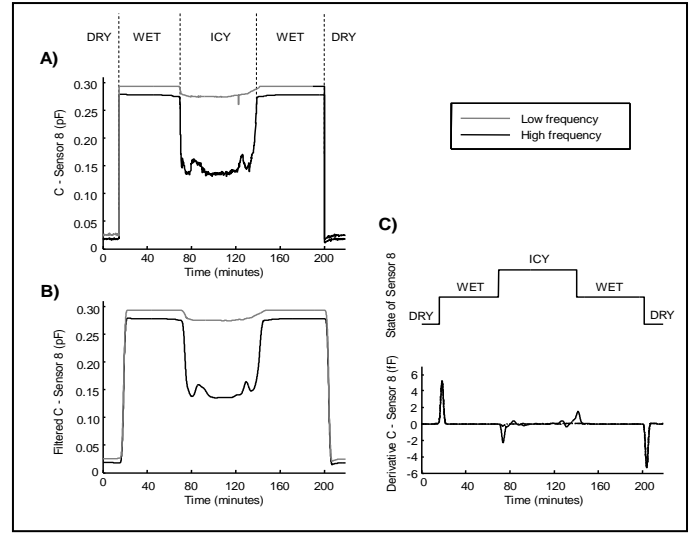 DRY WET ICY WET DRY
A)
0.30
0.25
0.20
0.15
0.10
0.05
0
C - Sensor 8 (pF)
0 40 80 120 160 200
Time (minutes)
Low frequency
High frequency
B)
0.30
0.25
0.20
0.15
0.10
0.05
0
Filtered C - Sensor 8 (pF)
0 40 80 120 160 200
Time (minutes)
C)
State of Sensor 8
ICY
WET WET
DRY DRY
Derivative C - Sensor 8 (fF)
6
4
2
0
-2
-4
-6
0 40 80 120 160 200
Time (minutes)